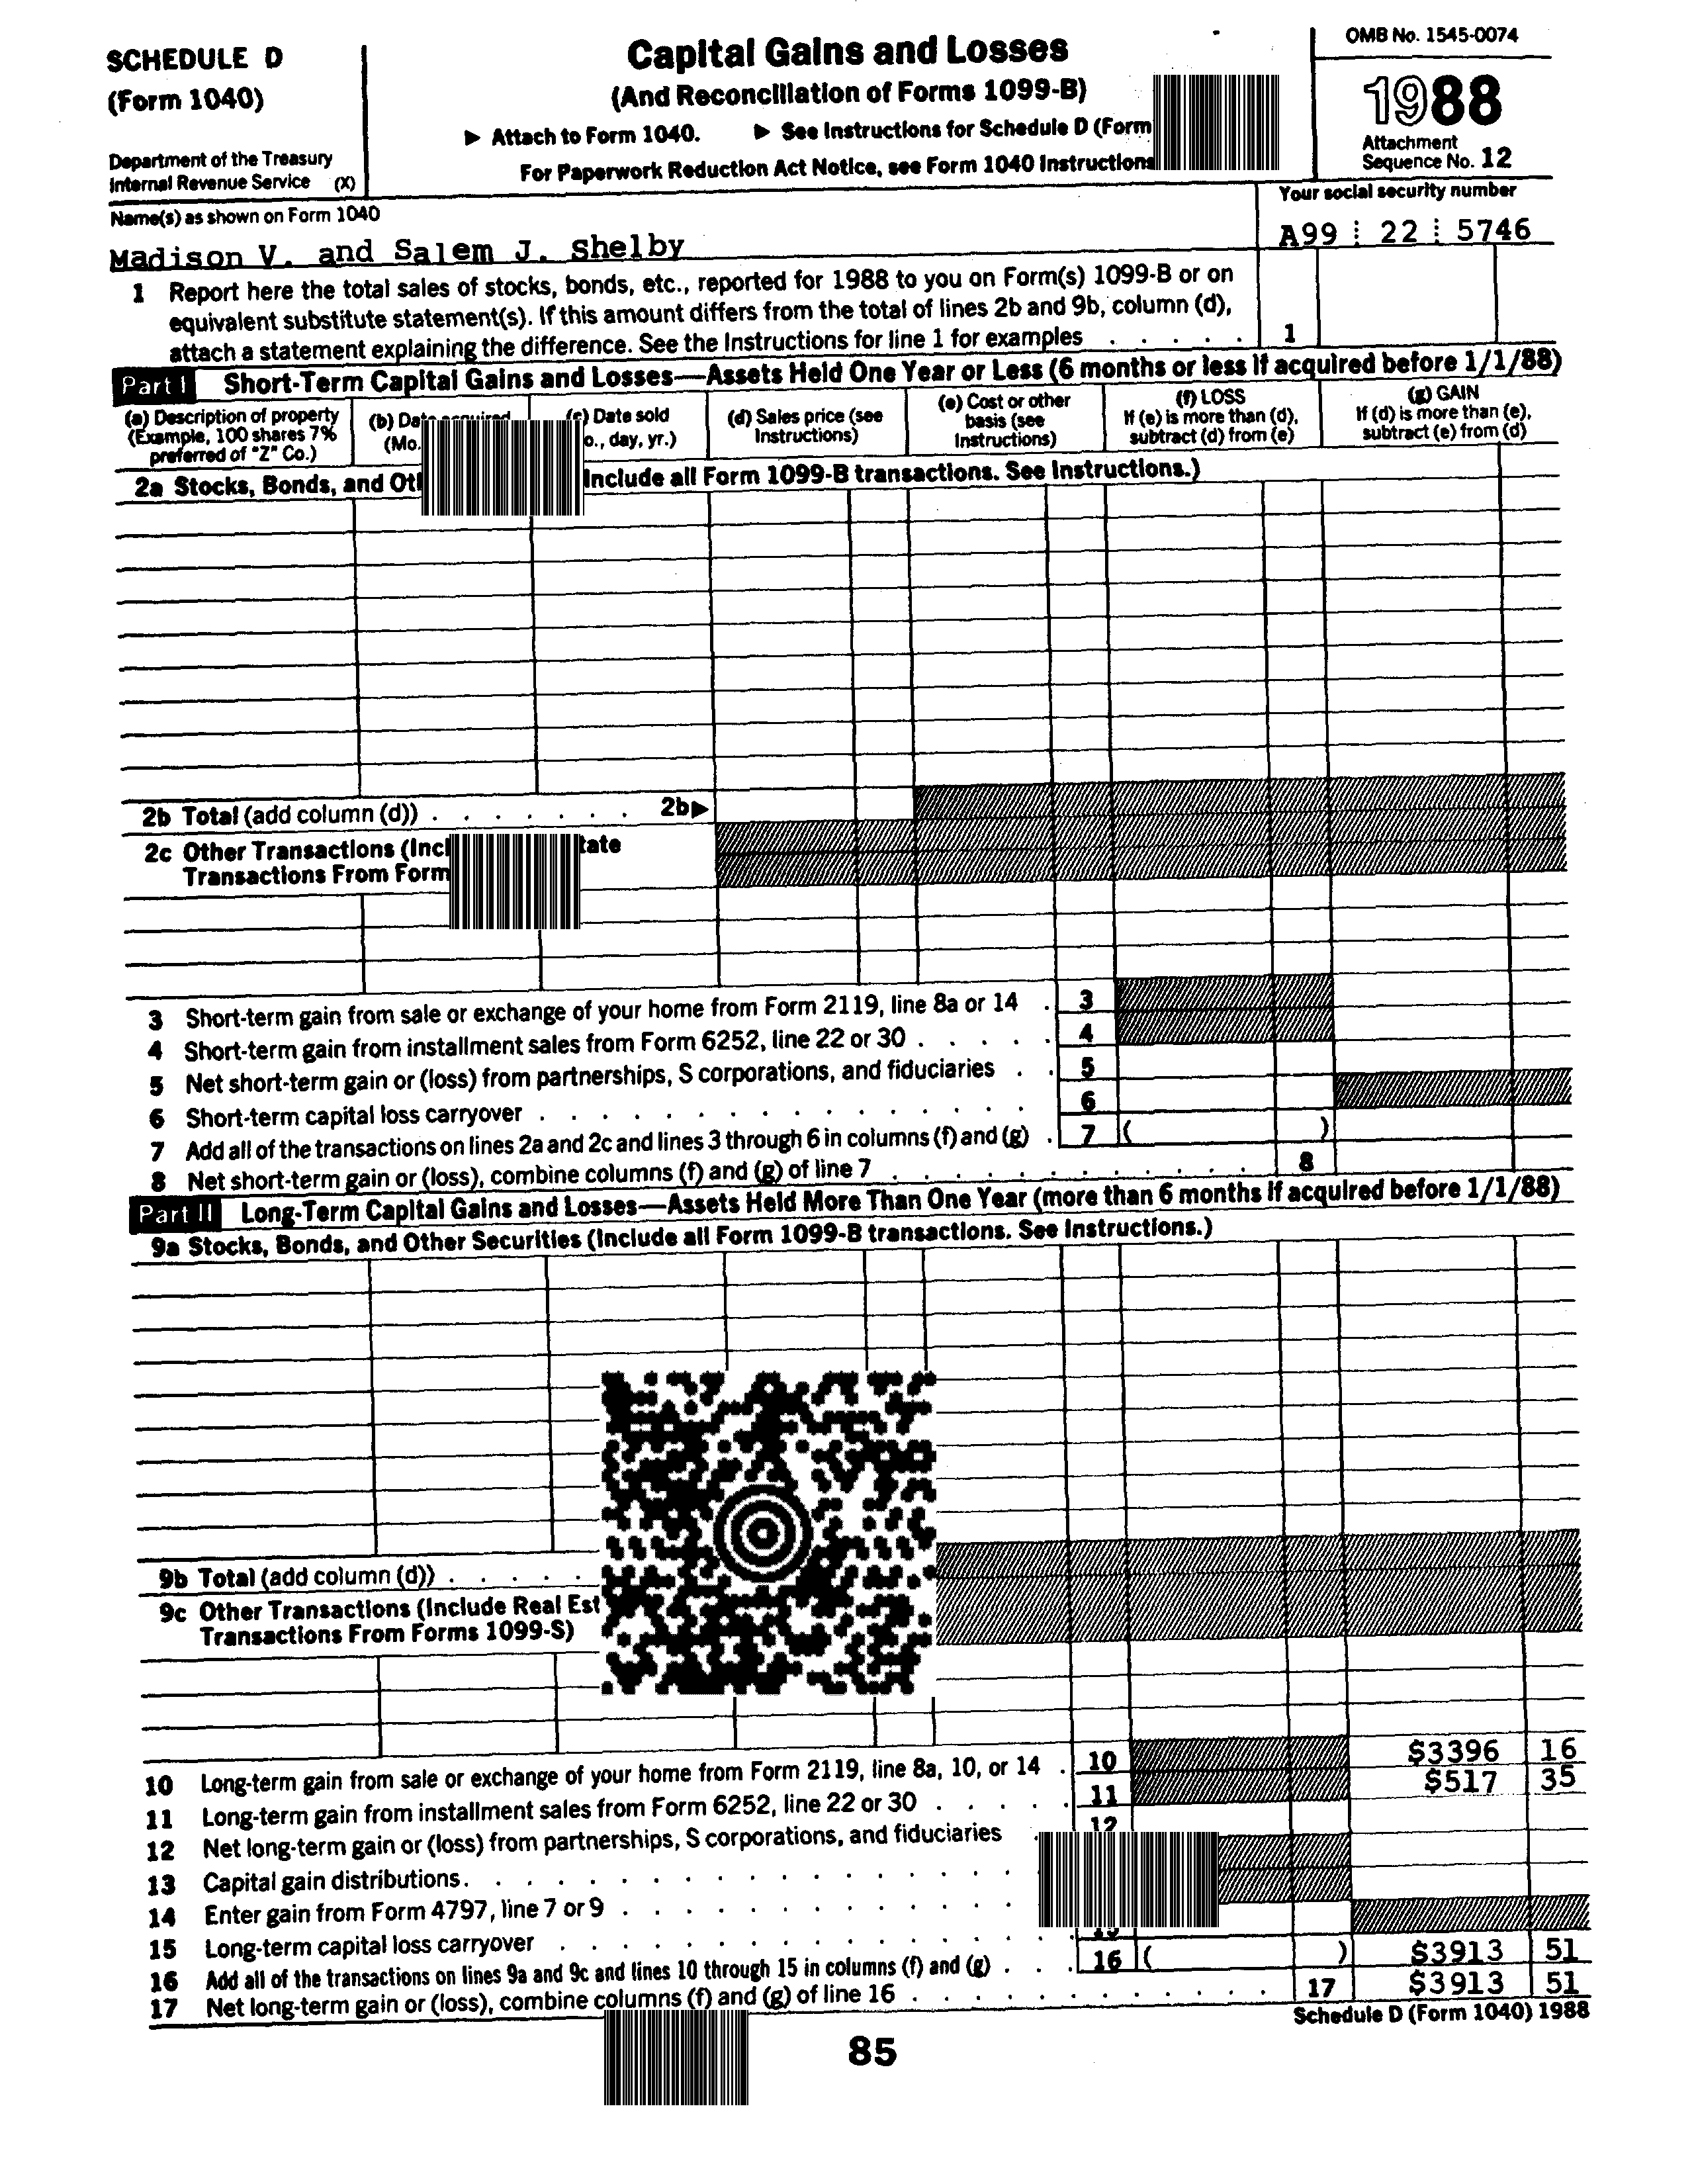 SCHEDULE D
(Form 1040)
Department of the Treasury
Internal Revenue Service (X)
Capital Gains and Losses
(And Reconciliation of Forms 1099-B)
▶ Attach to Form 1040. ▶ See Instructions for Schedule D (Form
For Paperwork Reduction Act Notice, see Form 1040 Instructions
OMB No. 1545-0074
1988
Attachment
Sequence No. 12
Name(s) as shown on Form 1040
Your social security number
Madison V. and Salem J. Shelby
A99 22 5746
1 Report here the total sales of stocks, bonds, etc., reported for 1988 to you on Form(s) 1099-B or on
equivalent substitute statement(s). If this amount differs from the total of lines 2b and 9b, column (d),
attach a statement explaining the difference. See the Instructions for line 1 for examples . . . . . 1
Part I Short-Term Capital Gains and Losses—Assets Held One Year or Less (6 months or less if acquired before 1/1/88)
(a) Description of property
(Example, 100 shares 7%
preferred of "Z" Co.)
(b) Date acquired
(Mo.
(c) Date sold
o., day, yr.)
(d) Sales price (see
Instructions)
(e) Cost or other
basis (see
Instructions)
(f) LOSS
If (e) is more than (d),
subtract (d) from (e)
(g) GAIN
If (d) is more than (e),
subtract (e) from (d)
2a Stocks, Bonds, and Ot Include all Form 1099-B transactions. See Instructions.)
2b Total (add column (d)) . . . . . . . 2b▶
2c Other Transactions (Incl tate
Transactions From Form
3 Short-term gain from sale or exchange of your home from Form 2119, line 8a or 14 . 3
4 Short-term gain from installment sales from Form 6252, line 22 or 30 . . . . . 4
5 Net short-term gain or (loss) from partnerships, S corporations, and fiduciaries . . 5
6 Short-term capital loss carryover . . . . . . . . . . . . . . . . 6
7 Add all of the transactions on lines 2a and 2c and lines 3 through 6 in columns (f) and (g) . 7 ( )
8 Net short-term gain or (loss), combine columns (f) and (g) of line 7 . . . . . . . . . . . . 8
Part II Long-Term Capital Gains and Losses—Assets Held More Than One Year (more than 6 months if acquired before 1/1/88)
9a Stocks, Bonds, and Other Securities (Include all Form 1099-B transactions. See Instructions.)
9b Total (add column (d)) . . . . .
9c Other Transactions (Include Real Est
Transactions From Forms 1099-S)
10 Long-term gain from sale or exchange of your home from Form 2119, line 8a, 10, or 14 . 10 $3396 16
11 Long-term gain from installment sales from Form 6252, line 22 or 30 . . . . . 11 $517 35
12 Net long-term gain or (loss) from partnerships, S corporations, and fiduciaries . 12
13 Capital gain distributions. . . . . . . . . . . . . . . . . .
14 Enter gain from Form 4797, line 7 or 9 . . . . . . . . . . . . .
15 Long-term capital loss carryover . . . . . . . . . . . . . . . . . 15
16 Add all of the transactions on lines 9a and 9c and lines 10 through 15 in columns (f) and (g) . . . 16 ( ) $3913 51
17 Net long-term gain or (loss), combine columns (f) and (g) of line 16 . . . . . . . . . . . . 17 $3913 51
Schedule D (Form 1040) 1988
85